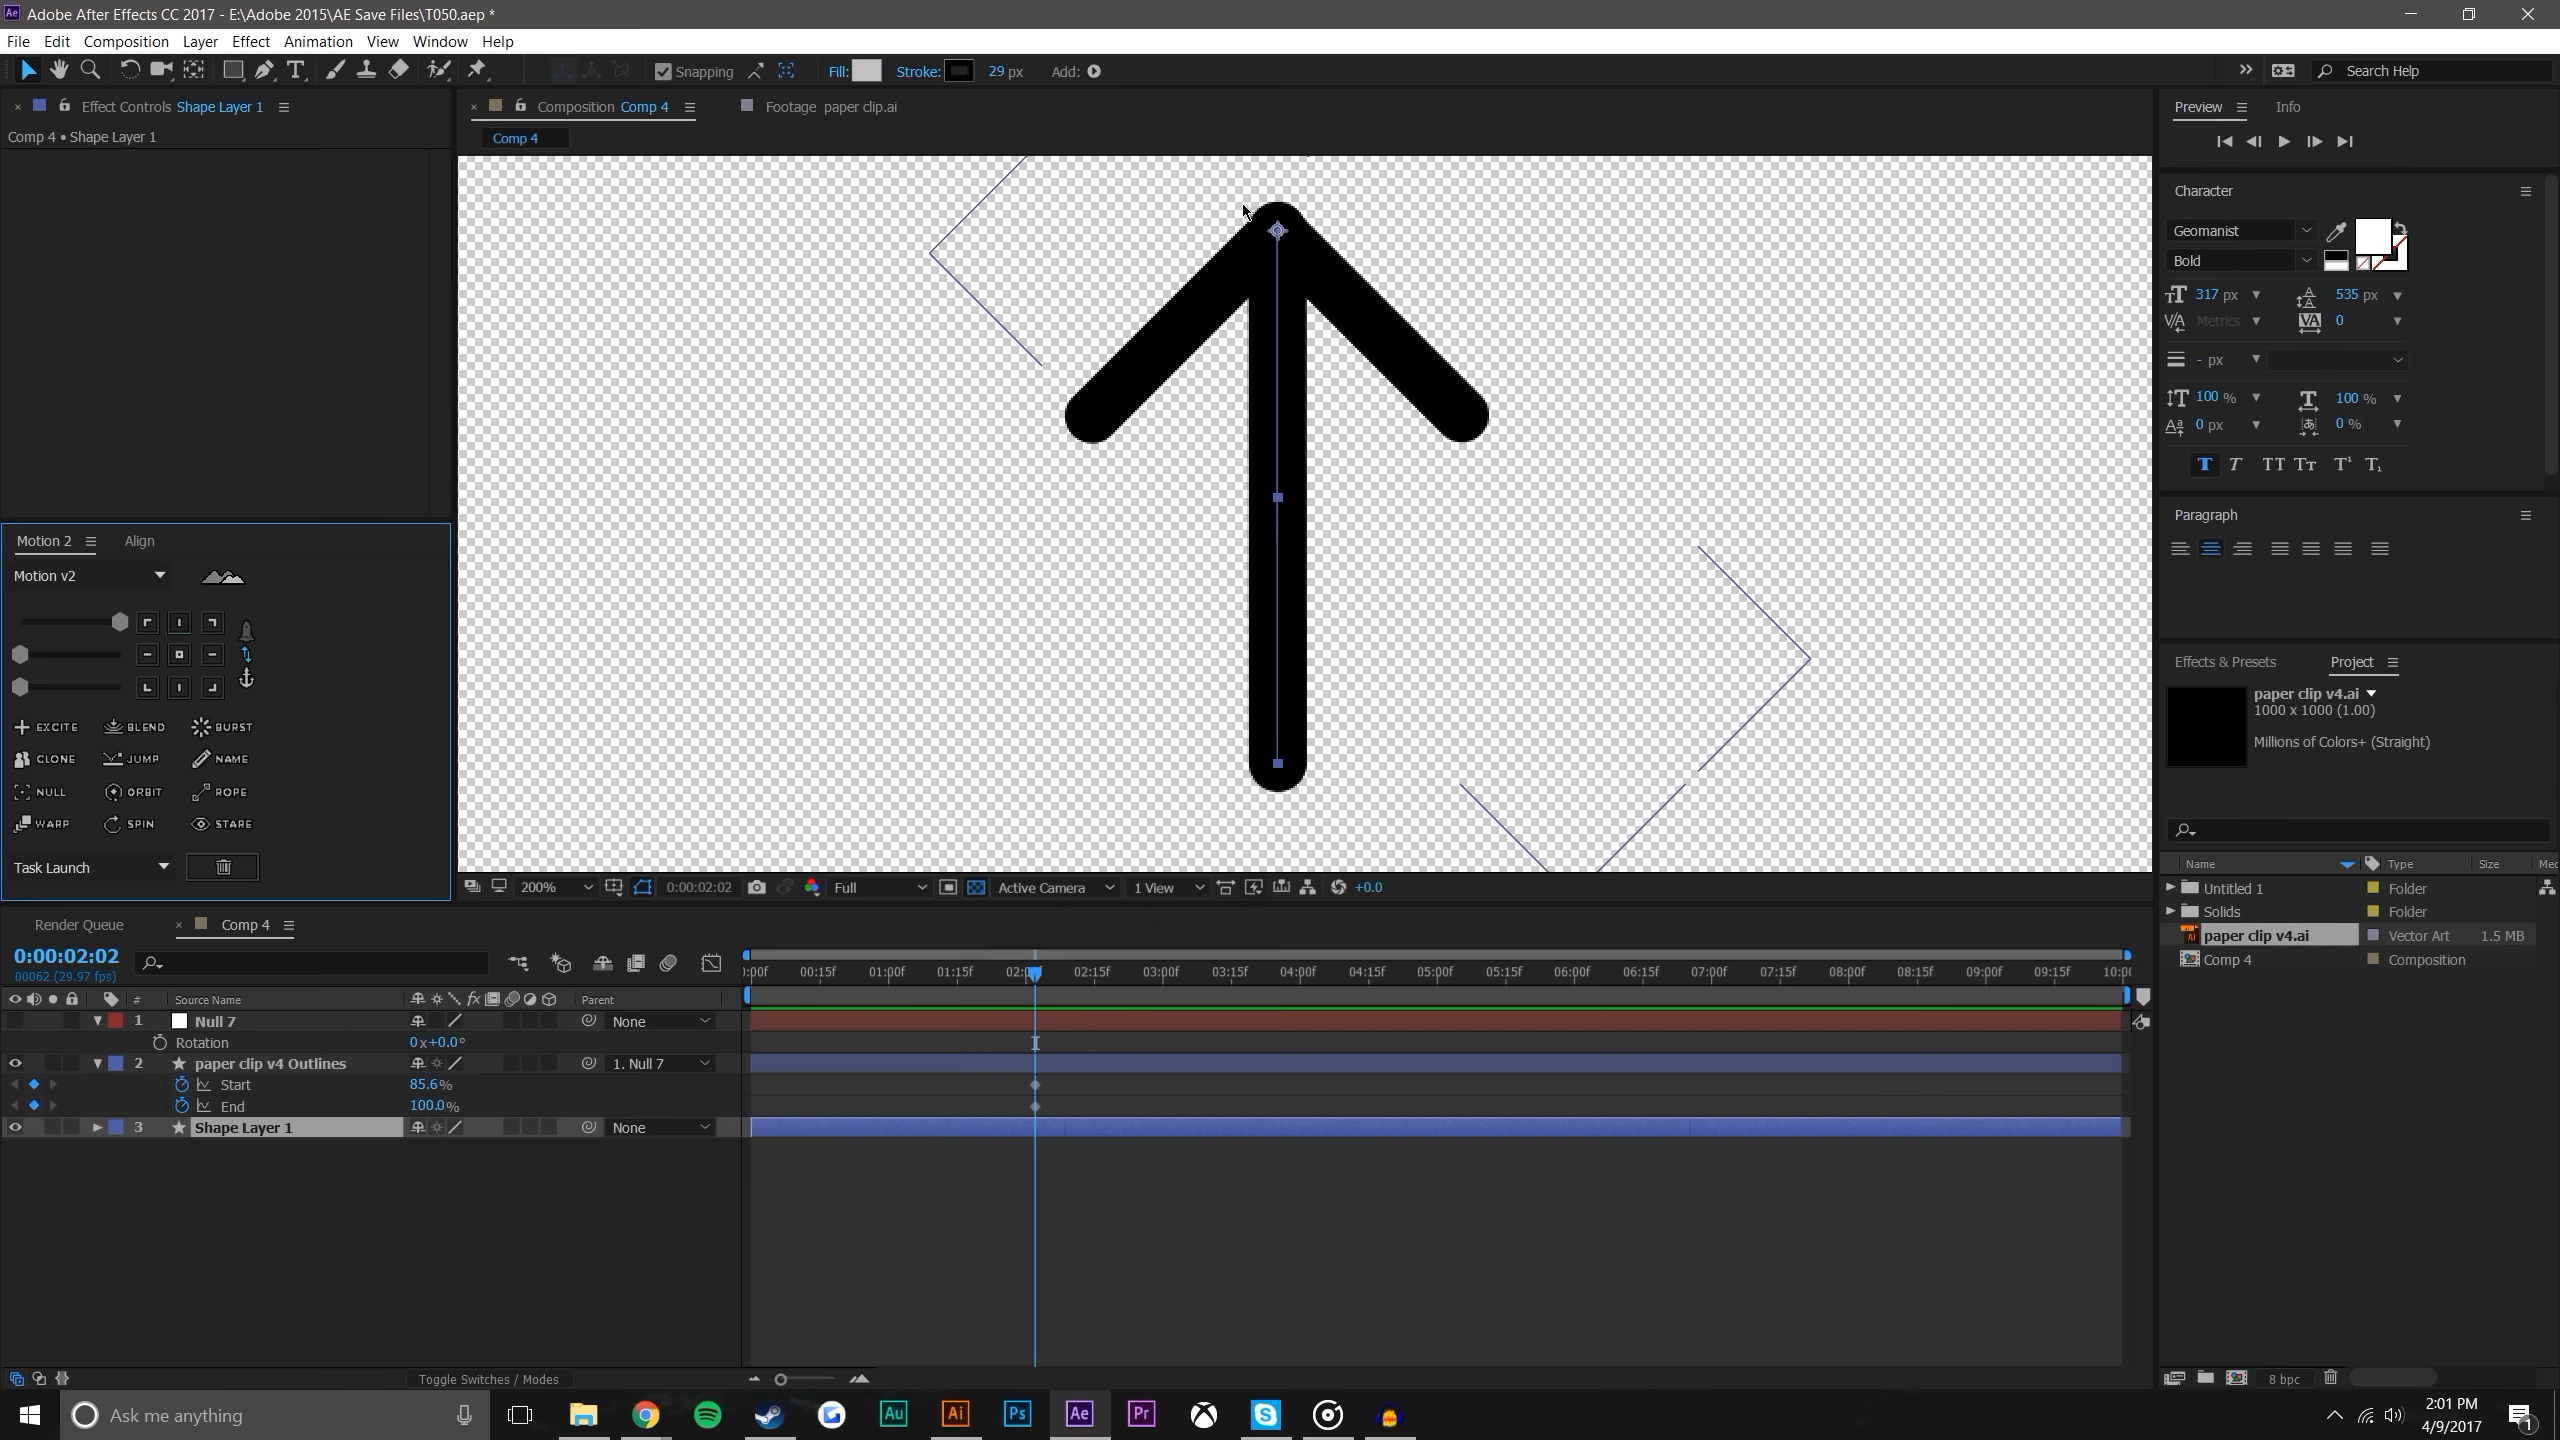 Adobe After Effects CC 2017 - E:\Adobe 2015\AE Save Files\T050.aep *
File Edit Composition Layer Effect Animation View Window Help
Snapping Fill: Stroke: 29 px Add: Search Help
Effect Controls Shape Layer 1
Comp 4 • Shape Layer 1
Composition Comp 4 Footage paper clip.ai
Comp 4
Preview Info
Character
Geomanist
Bold
317 px 535 px
Metrics 0
- px
100 % 100 %
0 px 0 %
T T TT Tт T¹ T₁
Paragraph
Motion 2 Align
Motion v2
EXCITE BLEND BURST
CLONE JUMP NAME
NULL ORBIT ROPE
WARP SPIN STARE
Task Launch
200% 0:00:02:02 Full Active Camera 1 View +0.0
Effects & Presets Project
paper clip v4.ai
1000 x 1000 (1.00)
Millions of Colors+ (Straight)
Name Type Size
Untitled 1 Folder
Solids Folder
paper clip v4.ai Vector Art 1.5 MB
Comp 4 Composition
8 bpc
Render Queue Comp 4
0:00:02:02
00062 (29.97 fps)
:00f 00:15f 01:00f 01:15f 02:00f 02:15f 03:00f 03:15f 04:00f 04:15f 05:00f 05:15f 06:00f 06:15f 07:00f 07:15f 08:00f 08:15f 09:00f 09:15f 10:0
# Source Name Parent
1 Null 7 None
Rotation 0x+0.0°
2 paper clip v4 Outlines 1. Null 7
Start 85.6%
End 100.0%
3 Shape Layer 1 None
Toggle Switches / Modes
Ask me anything
Au Ai Ps Ae Pr
2:01 PM
4/9/2017
1